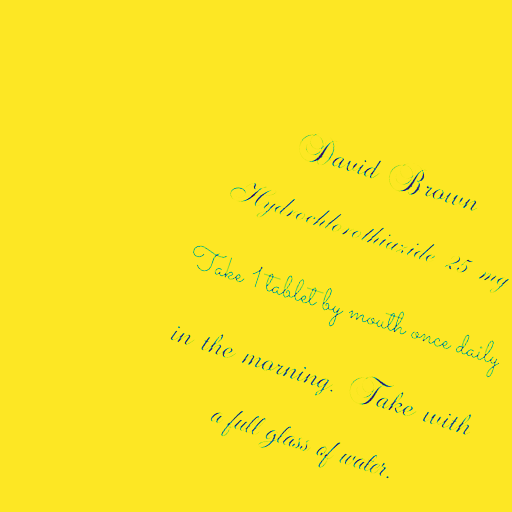 David Brown
Hydrochlorothiazide 25 mg
Take 1 tablet by mouth once daily
in the morning. Take with
a full glass of water.